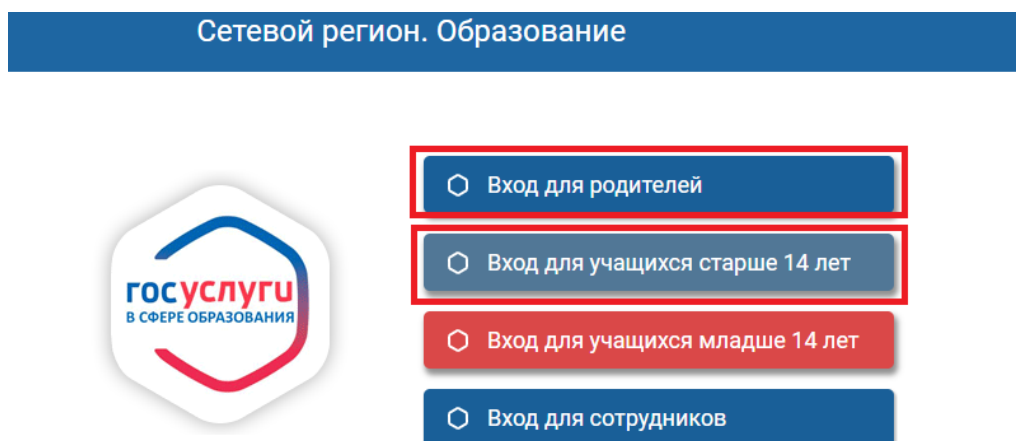 Сетевой регион. Образование
Вход для родителей
Вход для учащихся старше 14 лет
госуслуги
В СФЕРЕ ОБРАЗОВАНИЯ
Вход для учащихся младше 14 лет
Вход для сотрудников